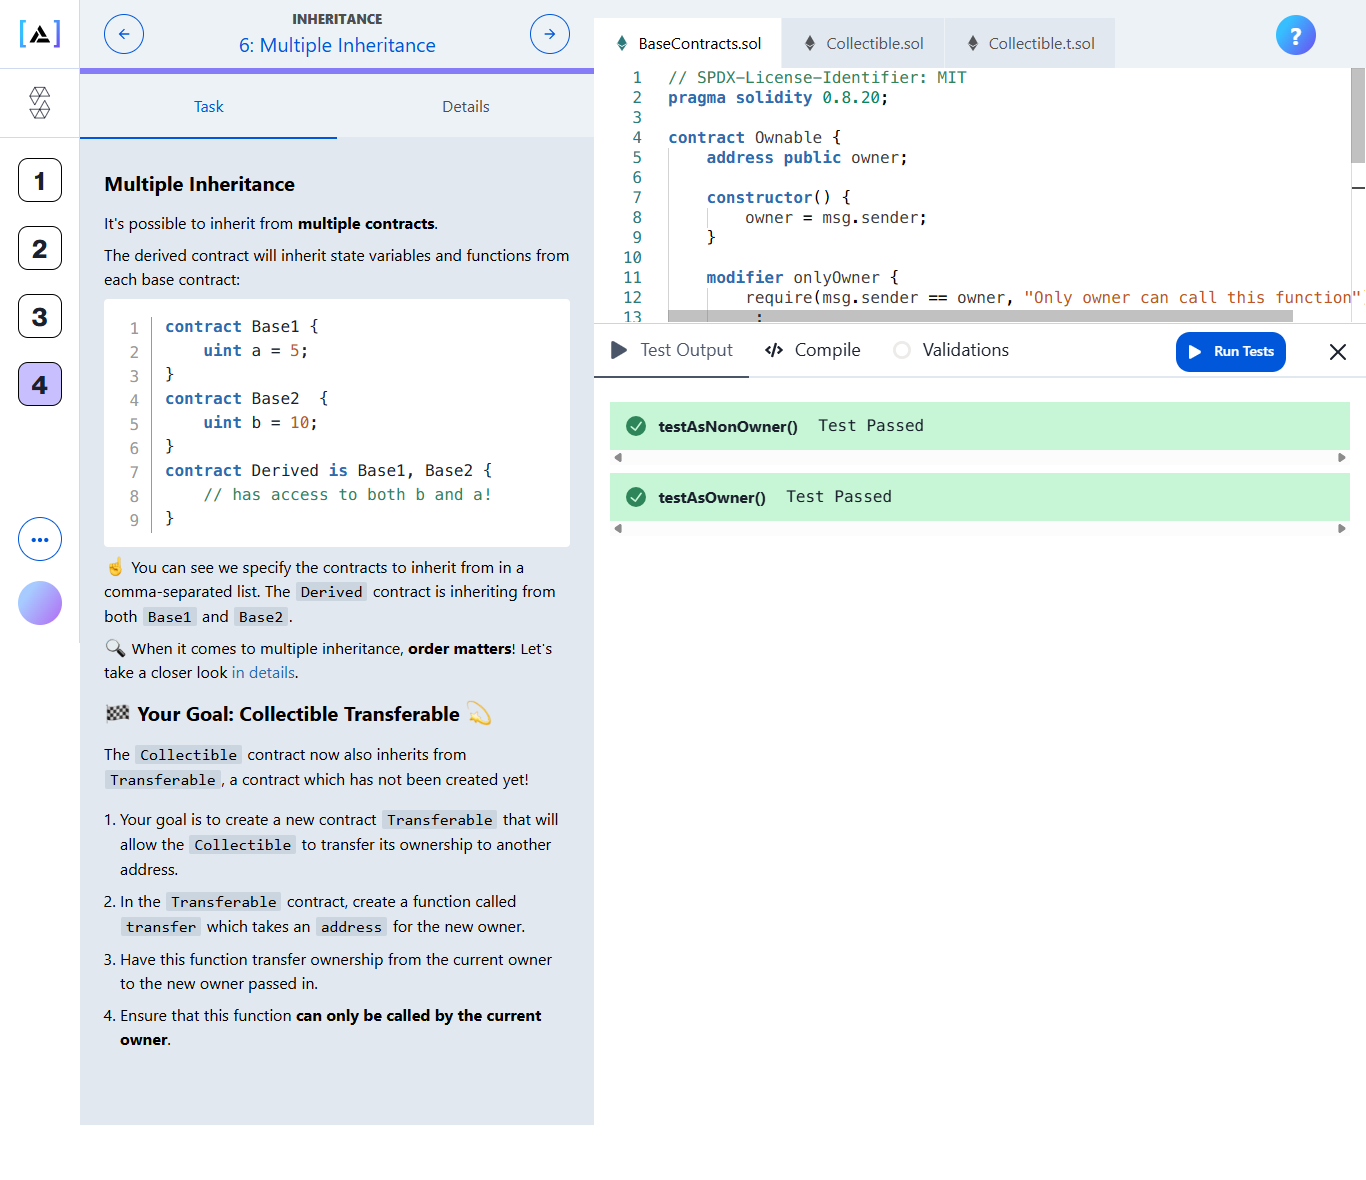 INHERITANCE
6: Multiple Inheritance
Task
Details
1
2
3
4
Multiple Inheritance
It's possible to inherit from multiple contracts.
The derived contract will inherit state variables and functions from
each base contract:
1 contract Base1 {
2     uint a = 5;
3 }
4 contract Base2  {
5     uint b = 10;
6 }
7 contract Derived is Base1, Base2 {
8     // has access to both b and a!
9 }
☝️ You can see we specify the contracts to inherit from in a
comma-separated list. The Derived contract is inheriting from
both Base1 and Base2.
🔍 When it comes to multiple inheritance, order matters! Let's
take a closer look in details.
🏁 Your Goal: Collectible Transferable 💫
The Collectible contract now also inherits from
Transferable, a contract which has not been created yet!
1. Your goal is to create a new contract Transferable that will
allow the Collectible to transfer its ownership to another
address.
2. In the Transferable contract, create a function called
transfer which takes an address for the new owner.
3. Have this function transfer ownership from the current owner
to the new owner passed in.
4. Ensure that this function can only be called by the current
owner.
BaseContracts.sol
Collectible.sol
Collectible.t.sol
?
1 // SPDX-License-Identifier: MIT
2 pragma solidity 0.8.20;
3
4 contract Ownable {
5     address public owner;
6
7     constructor() {
8         owner = msg.sender;
9     }
10
11     modifier onlyOwner {
12         require(msg.sender == owner, "Only owner can call this function"
13         ;
Test Output
Compile
Validations
Run Tests
testAsNonOwner() Test Passed
testAsOwner() Test Passed